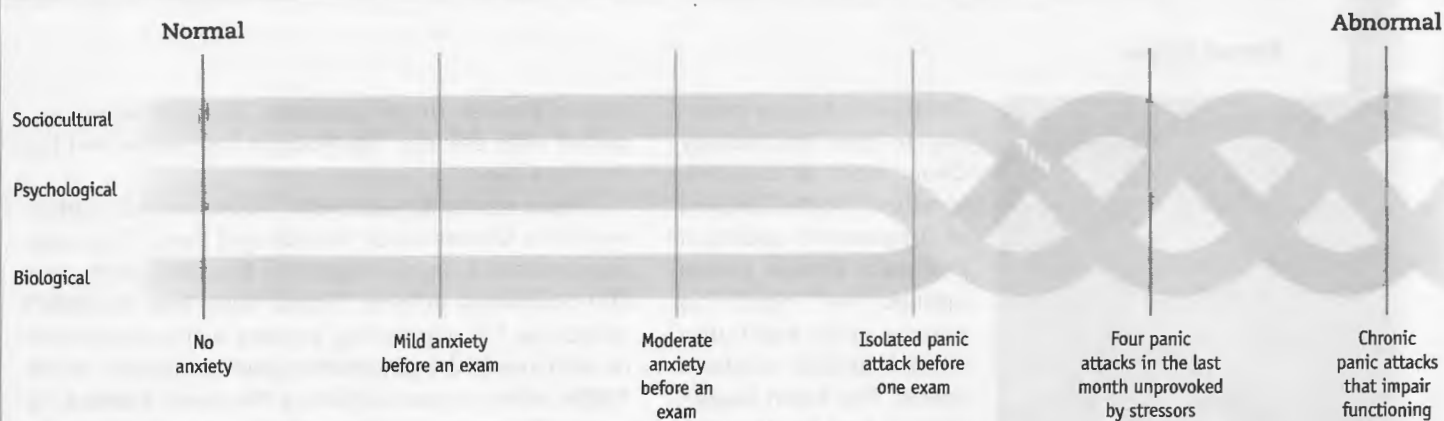 Normal
Abnormal
Sociocultural
Psychological
Biological
No
anxiety
Mild anxiety
before an exam
Moderate
anxiety
before an
exam
Isolated panic
attack before
one exam
Four panic
attacks in the last
month unprovoked
by stressors
Chronic
panic attacks
that impair
functioning